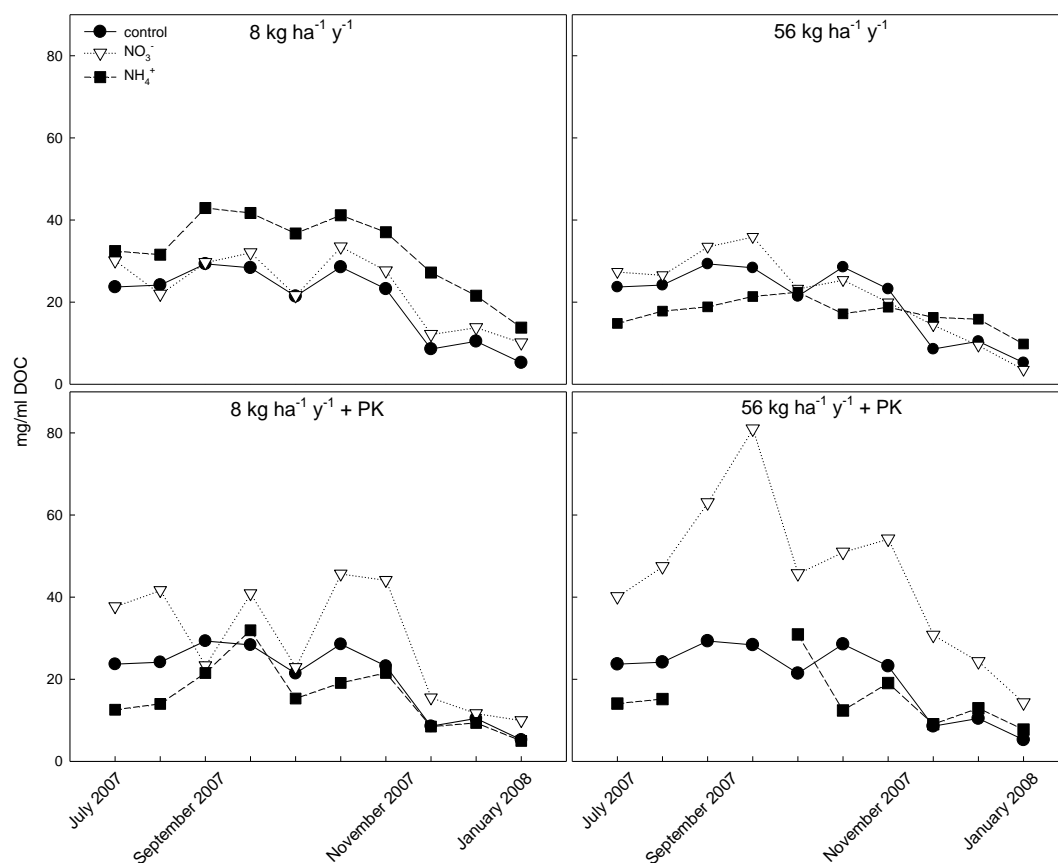 8 kg ha⁻¹ y⁻¹
control
NO₃⁻
NH₄⁺
56 kg ha⁻¹ y⁻¹
80
60
40
20
0
mg/ml DOC
8 kg ha⁻¹ y⁻¹ + PK
56 kg ha⁻¹ y⁻¹ + PK
80
60
40
20
0
July 2007
September 2007
November 2007
January 2008
July 2007
September 2007
November 2007
January 2008